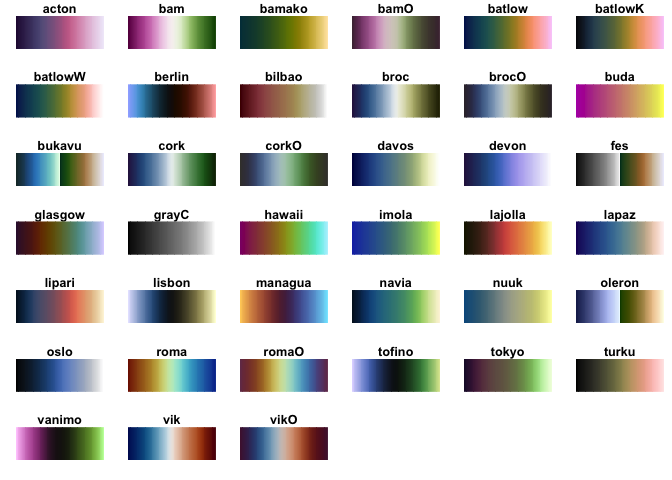 acton bam bamako bamO batlow batlowK
batlowW berlin bilbao broc brocO buda
bukavu cork corkO davos devon fes
glasgow grayC hawaii imola lajolla lapaz
lipari lisbon managua navia nuuk oleron
oslo roma romaO tofino tokyo turku
vanimo vik vikO